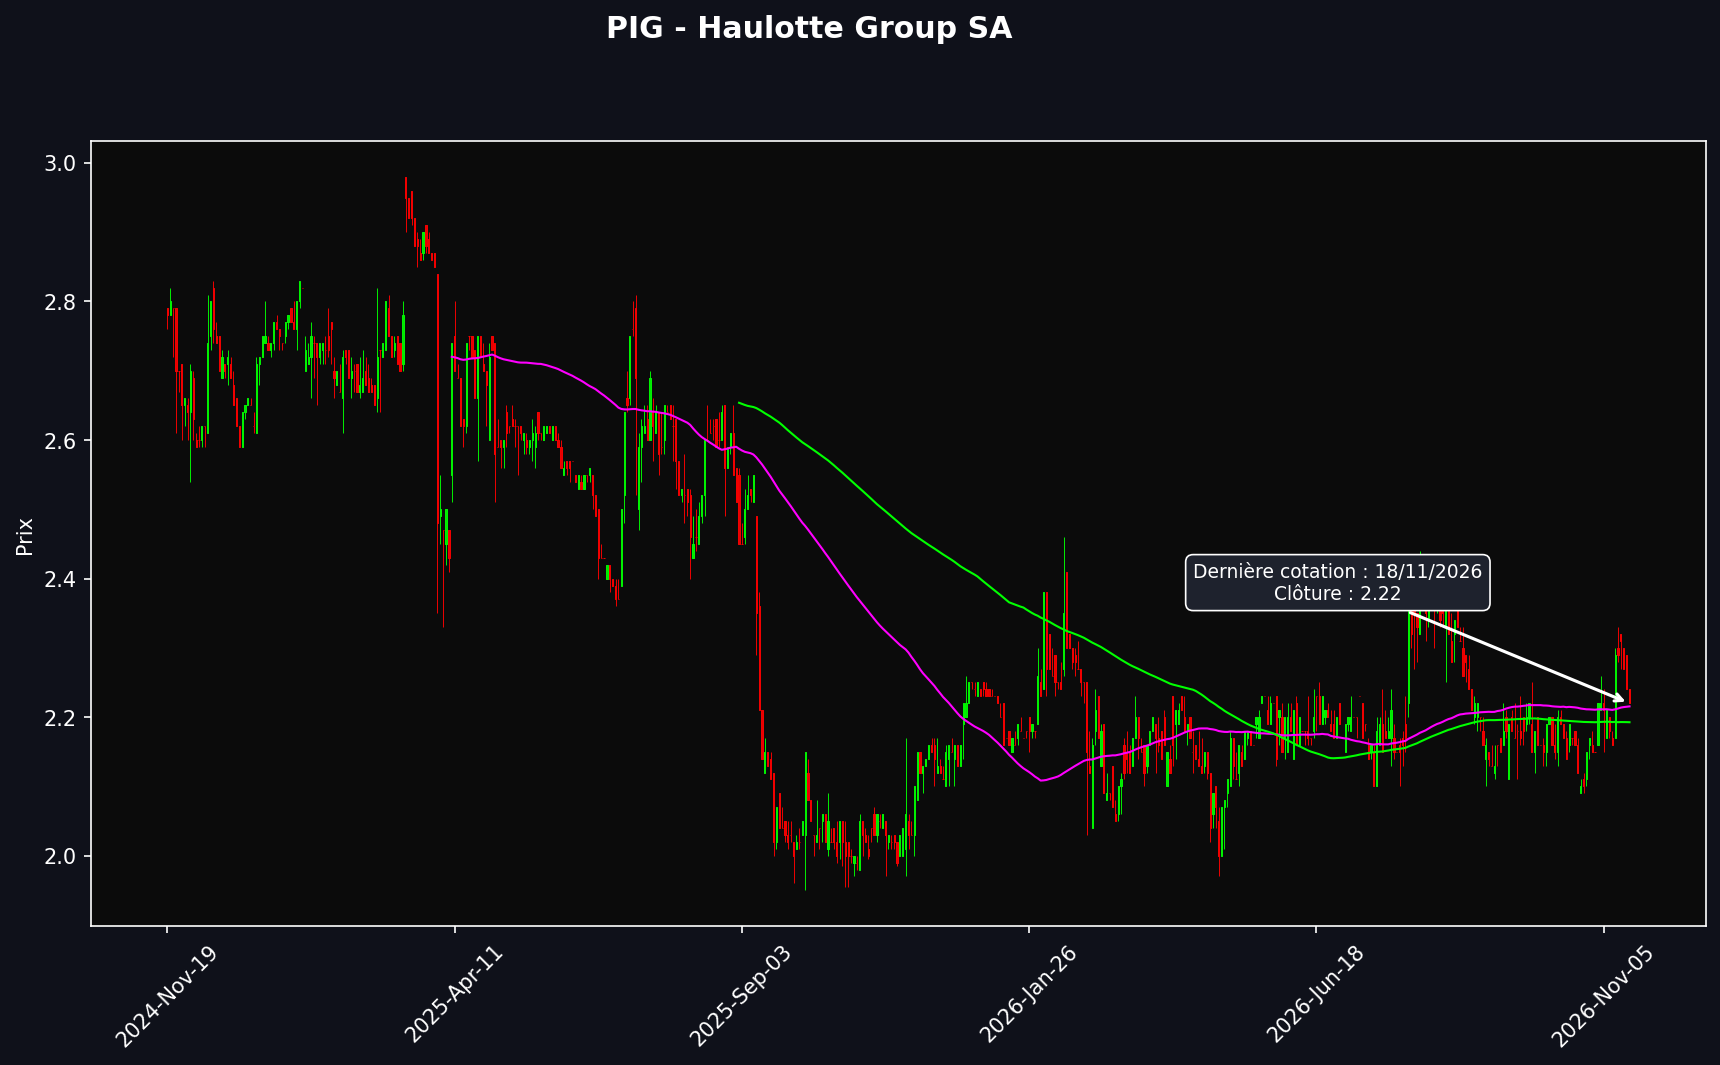 PIG - Haulotte Group SA
3.0
2.8
2.6
2.4
2.2
2.0
Prix
Dernière cotation : 18/11/2026
Clôture : 2.22
2024-Nov-19
2025-Apr-11
2025-Sep-03
2026-Jan-26
2026-Jun-18
2026-Nov-05